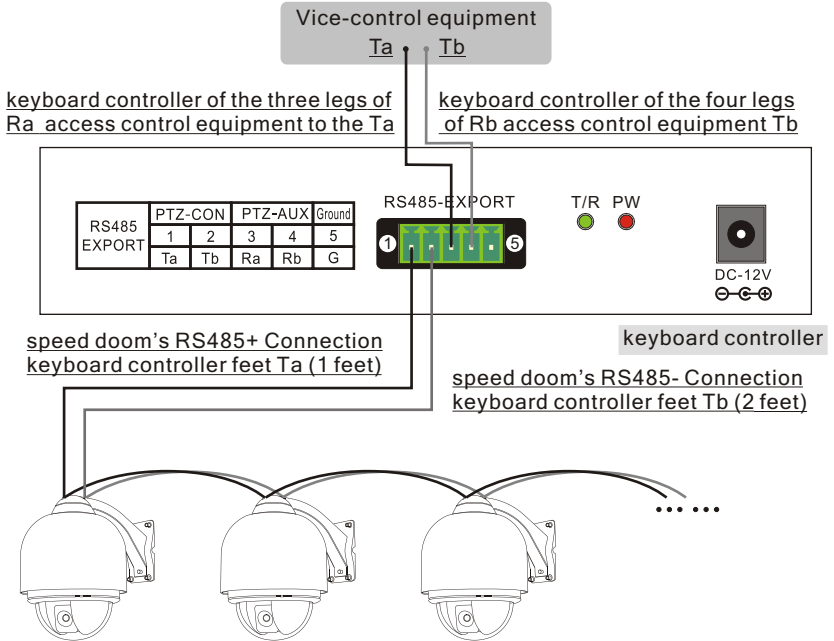 Vice-control equipment
Ta Tb
keyboard controller of the three legs of
Ra access control equipment to the Ta
keyboard controller of the four legs
of Rb access control equipment Tb
RS485
EXPORT
PTZ-CON PTZ-AUX Ground
1 2 3 4 5
Ta Tb Ra Rb G
RS485-EXPORT
1 5
T/R PW
DC-12V
keyboard controller
speed doom's RS485+ Connection
keyboard controller feet Ta (1 feet)
speed doom's RS485- Connection
keyboard controller feet Tb (2 feet)
••• •••